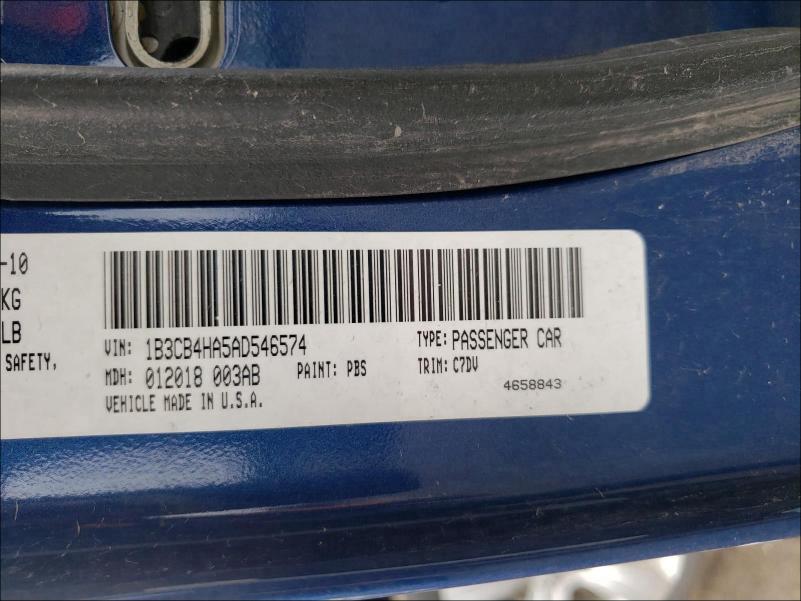 -10
KG
LB
SAFETY,
VIN: 1B3CB4HA5AD546574
TYPE: PASSENGER CAR
MDH: 012018 003AB
PAINT: PBS
TRIM: C7DV
VEHICLE MADE IN U.S.A.
4658843